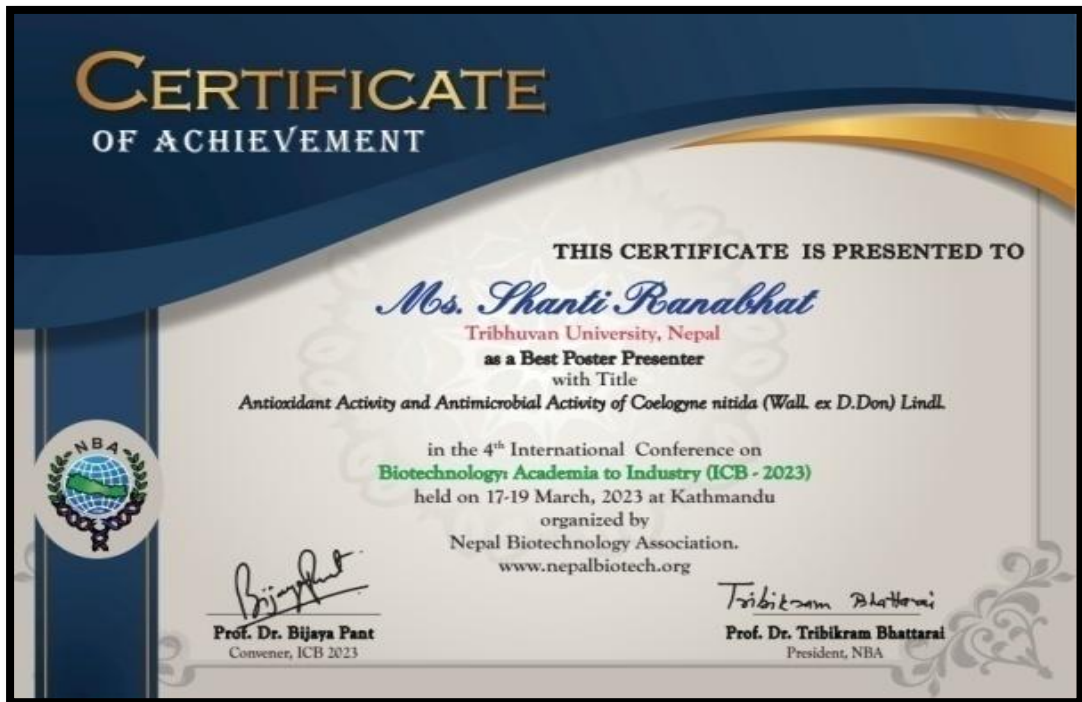 CERTIFICATE
OF ACHIEVEMENT
THIS CERTIFICATE IS PRESENTED TO
Ms. Shanti Ranabhat
Tribhuvan University, Nepal
as a Best Poster Presenter
with Title
Antioxidant Activity and Antimicrobial Activity of Coelogyne nitida (Wall. ex D.Don) Lindl.
in the 4th International Conference on
Biotechnology: Academia to Industry (ICB - 2023)
held on 17-19 March, 2023 at Kathmandu
organized by
Nepal Biotechnology Association.
www.nepalbiotech.org
NBA
Bijaya Pant
Prof. Dr. Bijaya Pant
Convener, ICB 2023
Tribikram Bhattarai
Prof. Dr. Tribikram Bhattarai
President, NBA